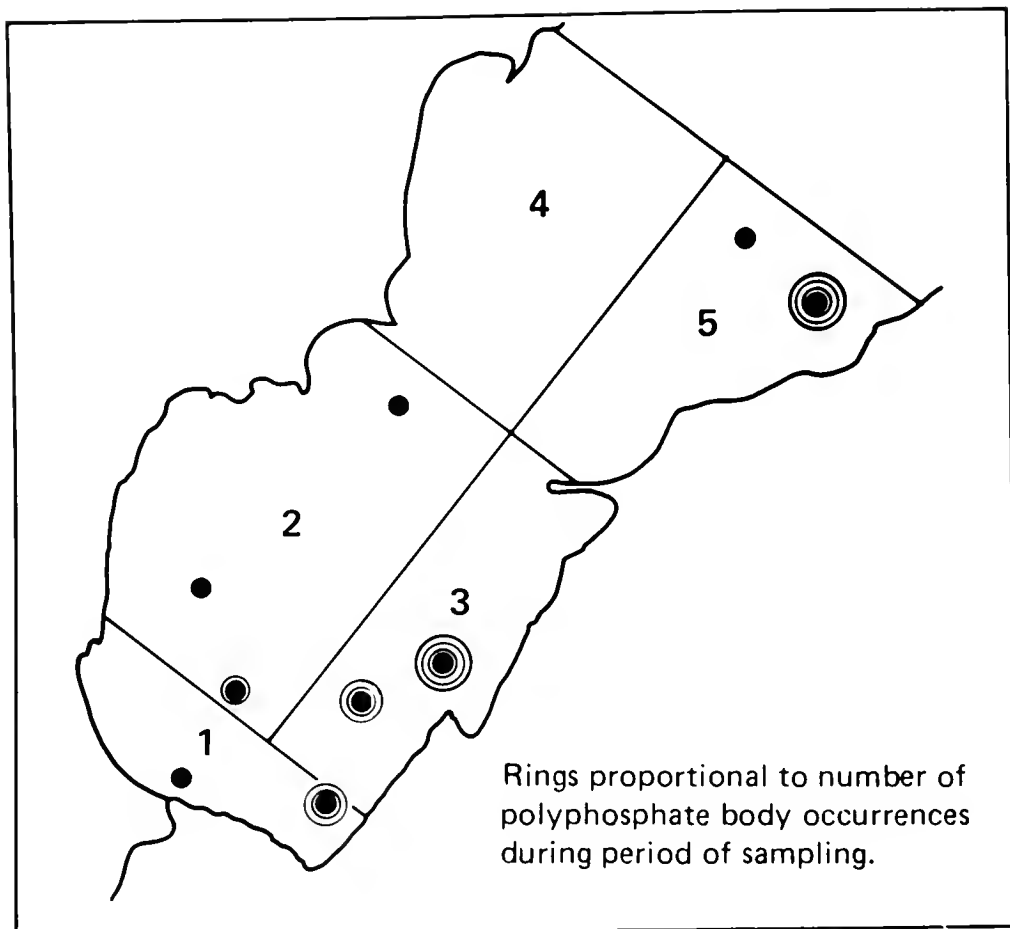 4
5
2
3
1
Rings proportional to number of
polyphosphate body occurrences
during period of sampling.